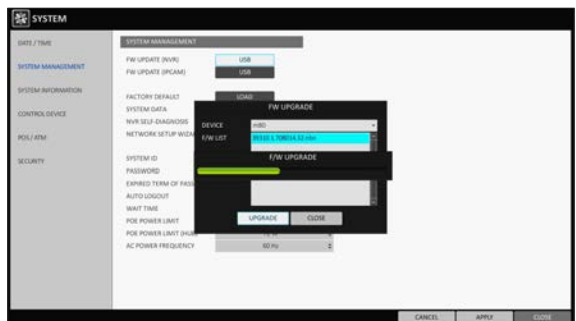 SYSTEM
DATE / TIME
SYSTEM MANAGEMENT
SYSTEM INFORMATION
CONTROL DEVICE
POS / ATM
SECURITY
SYSTEM MANAGEMENT
FW UPDATE (NVR) USB
FW UPDATE (IPCAM) USB
FACTORY DEFAULT LOAD
SYSTEM DATA
NVR SELF-DIAGNOSIS
NETWORK SETUP WIZA
SYSTEM ID
PASSWORD
EXPIRED TERM OF PASS
AUTO LOGOUT
WAIT TIME
POE POWER LIMIT
POE POWER LIMIT (HUB)
AC POWER FREQUENCY 60 Hz
FW UPGRADE
DEVICE
F/W LIST
F/W UPGRADE
UPGRADE CLOSE
CANCEL APPLY CLOSE